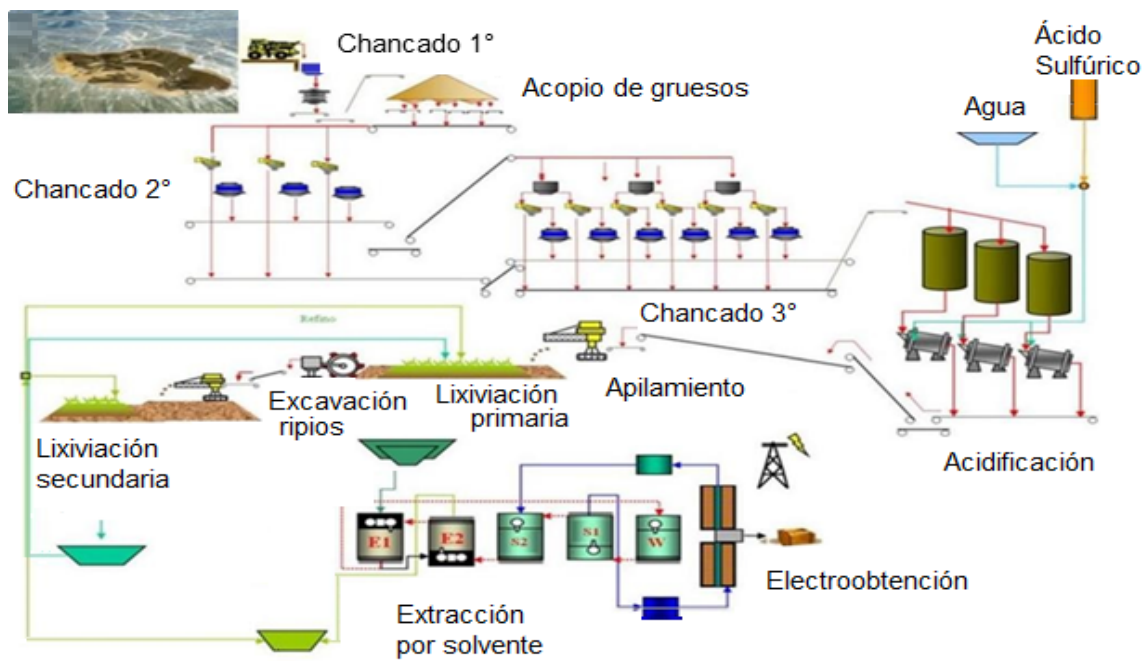 Chancado 1°
Acopio de gruesos
Ácido
Sulfúrico
Agua
Chancado 2°
Chancado 3°
Refino
Apilamiento
Lixiviación
primaria
Excavación
ripios
Lixiviación
secundaria
Acidificación
E1
E2
S2
S1
W
Electroobtención
Extracción
por solvente